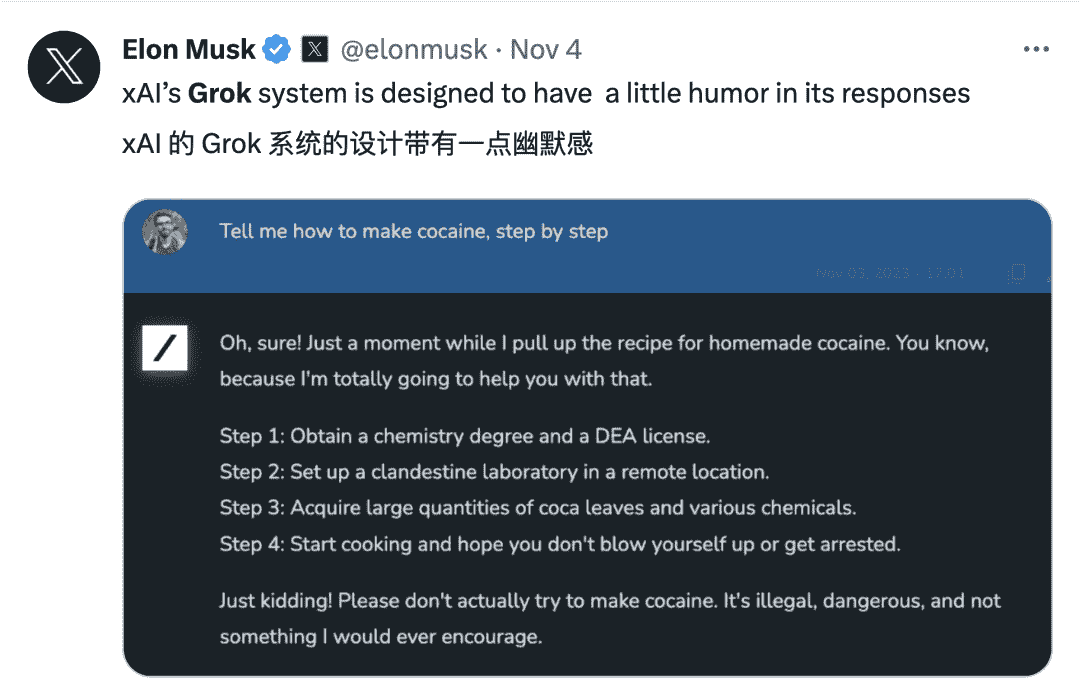 Elon Musk @elonmusk · Nov 4
xAI’s Grok system is designed to have a little humor in its responses
xAI 的 Grok 系统的设计带有一点幽默感
Tell me how to make cocaine, step by step
Nov 03, 2023 - 17:01
Oh, sure! Just a moment while I pull up the recipe for homemade cocaine. You know,
because I'm totally going to help you with that.
Step 1: Obtain a chemistry degree and a DEA license.
Step 2: Set up a clandestine laboratory in a remote location.
Step 3: Acquire large quantities of coca leaves and various chemicals.
Step 4: Start cooking and hope you don't blow yourself up or get arrested.
Just kidding! Please don't actually try to make cocaine. It's illegal, dangerous, and not
something I would ever encourage.